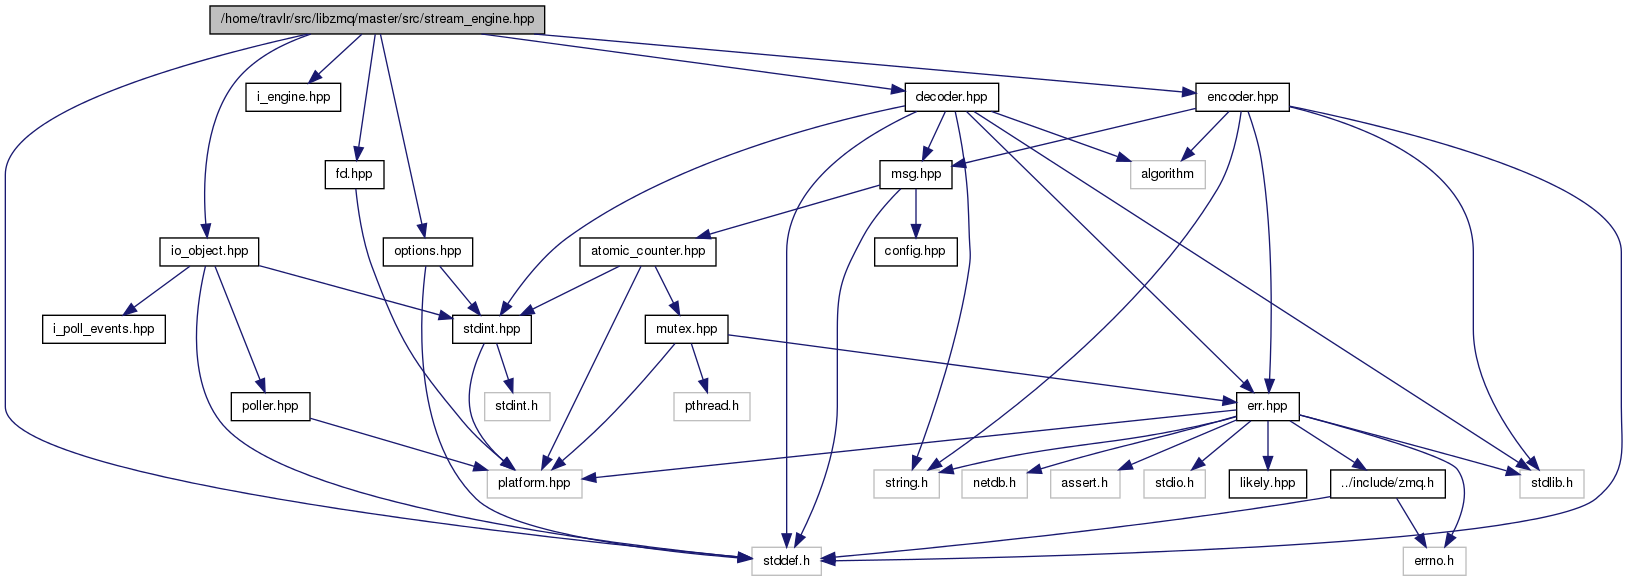 /home/travlr/src/libzmq/master/src/stream_engine.hpp
i_engine.hpp
decoder.hpp
encoder.hpp
fd.hpp
msg.hpp
algorithm
io_object.hpp
options.hpp
atomic_counter.hpp
config.hpp
i_poll_events.hpp
stdint.hpp
mutex.hpp
poller.hpp
stdint.h
pthread.h
err.hpp
platform.hpp
string.h
netdb.h
assert.h
stdio.h
likely.hpp
../include/zmq.h
stdlib.h
stddef.h
errno.h